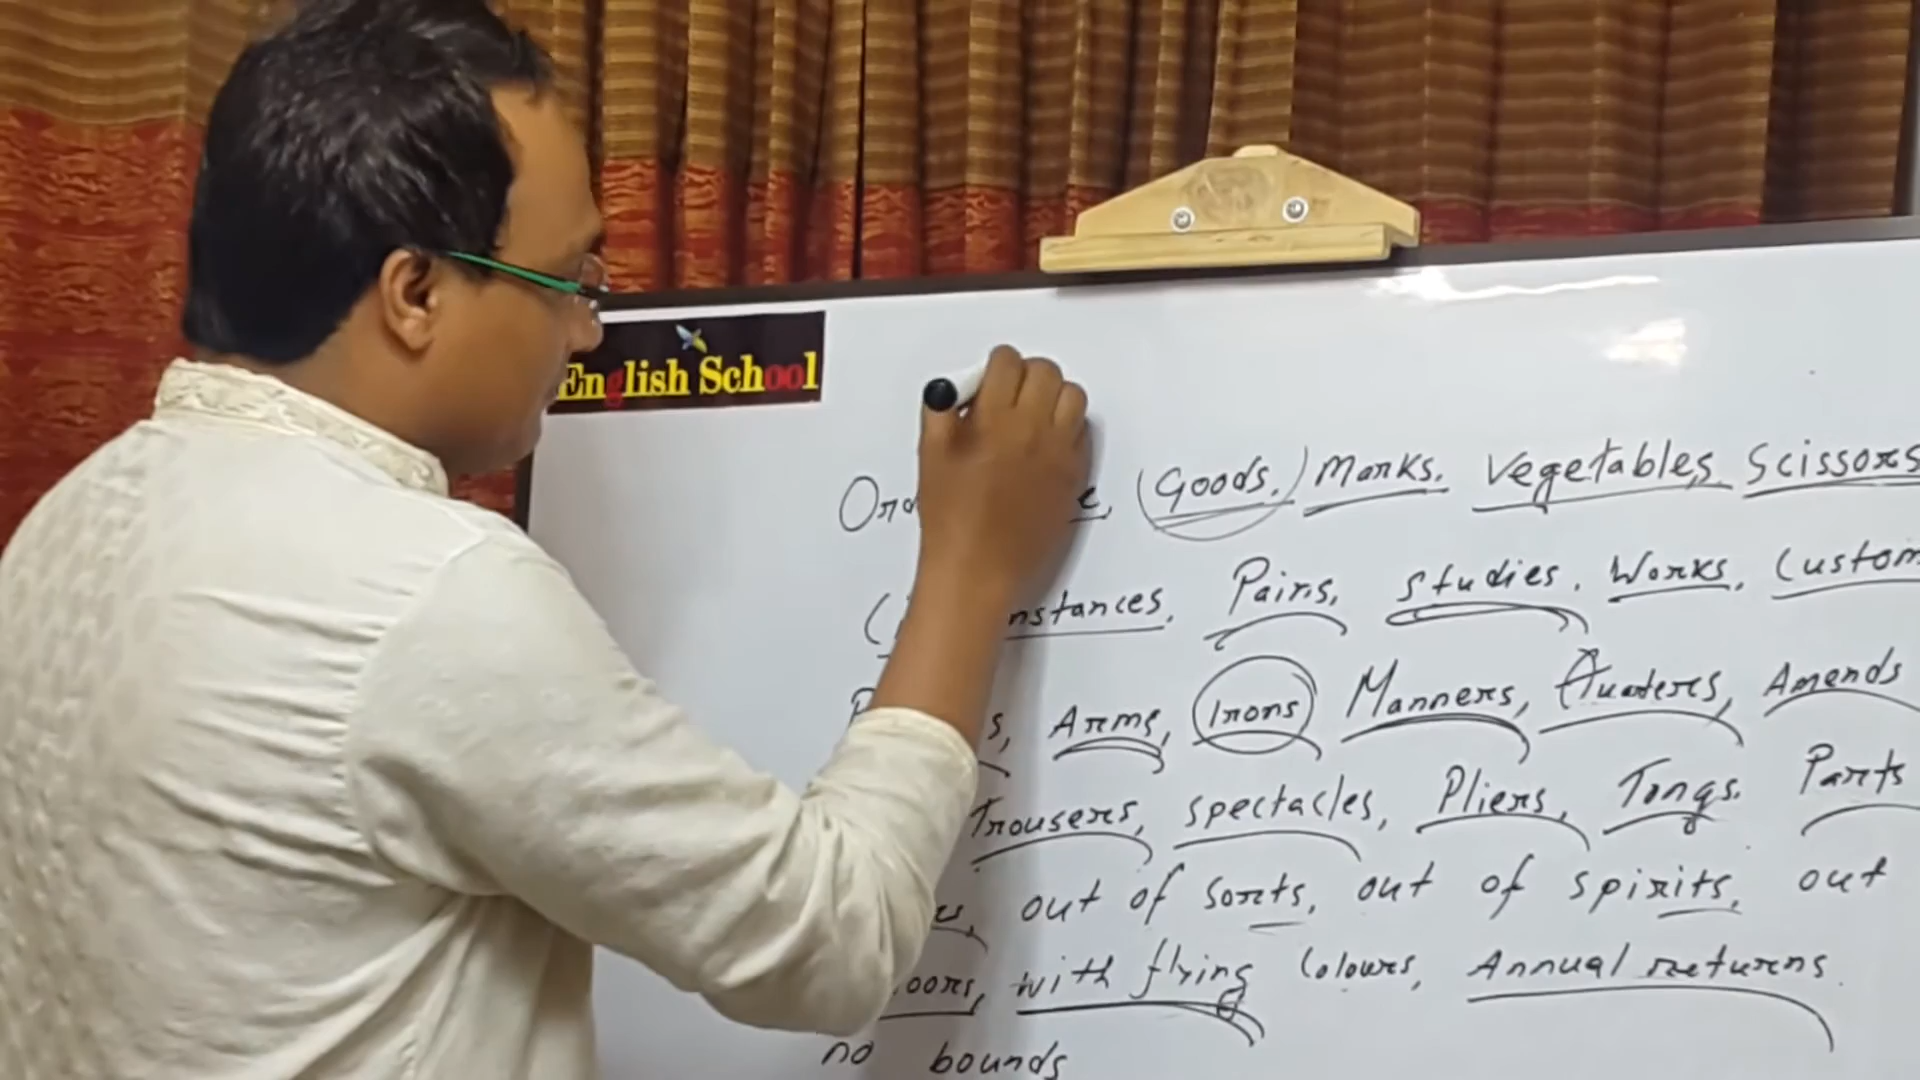 English School
Goods. Marks. Vegetables, Scissors
Pairs, Studies. Works. Custom
Arms, Irons Manners, Quarters, Amends
Trousers, Spectacles, Pliers, Tongs. Parts
out of sorts, out of spirits, out
with flying Colours, Annual returns.
no bounds